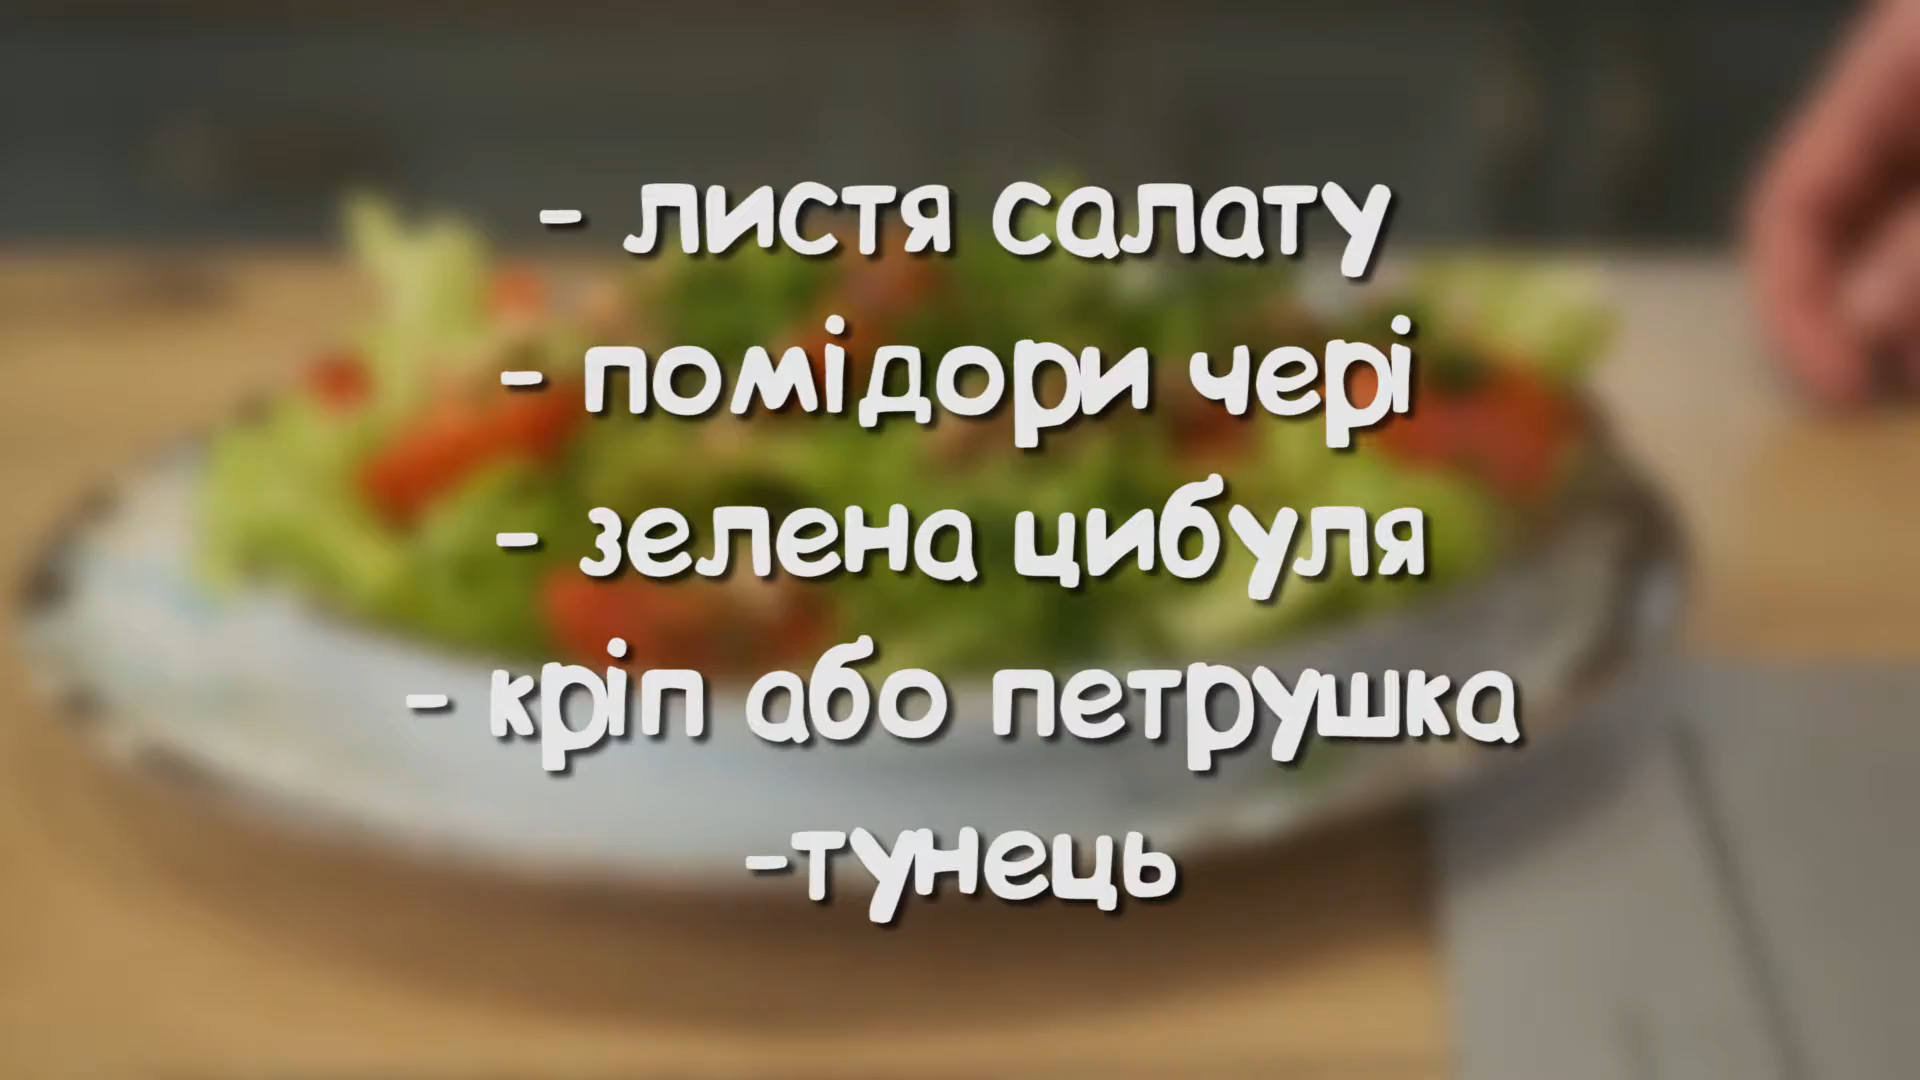 - листя салату
- помідори чері
- зелена цибуля
- кріп або петрушка
-тунець